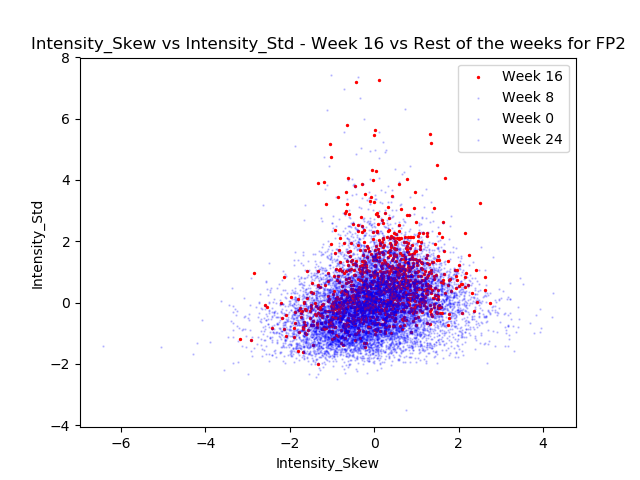 Intensity_Skew vs Intensity_Std - Week 16 vs Rest of the weeks for FP2
Week 16
Week 8
Week 0
Week 24
8
6
4
2
0
−2
−4
Intensity_Std
−6
−4
−2
0
2
4
Intensity_Skew